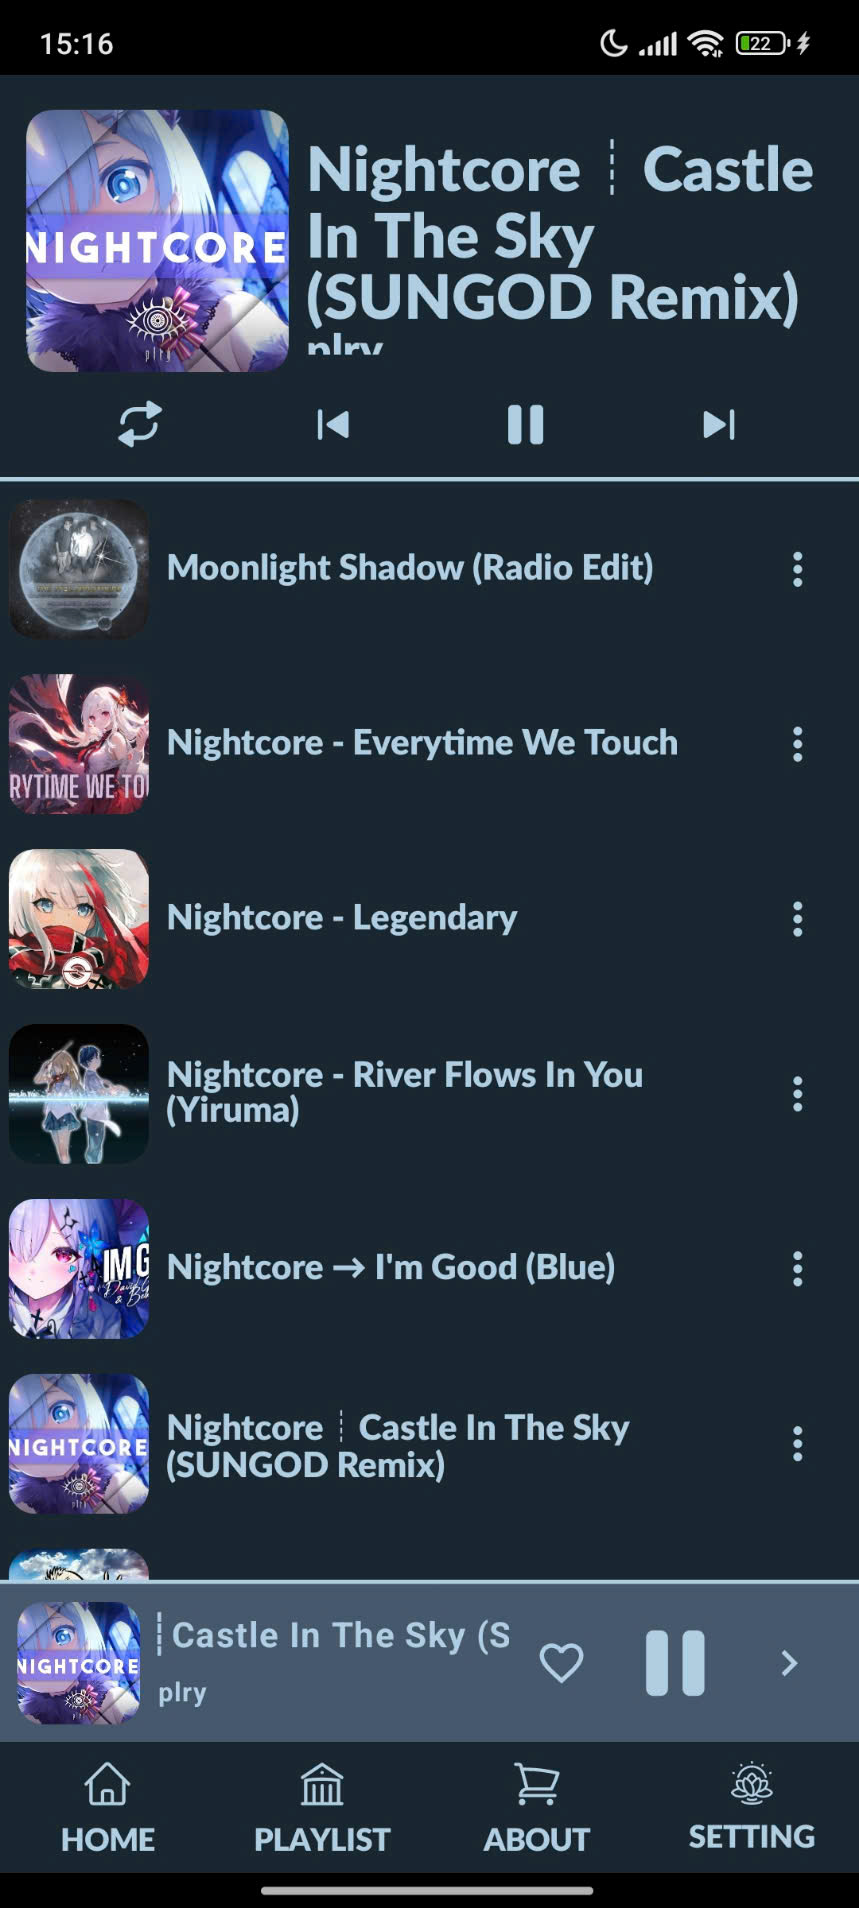 15:16
22
NIGHTCORE
plry
Nightcore ┊ Castle
In The Sky
(SUNGOD Remix)
plry
Moonlight Shadow (Radio Edit)
RYTIME WE TO
Nightcore - Everytime We Touch
Nightcore - Legendary
Nightcore - River Flows In You
(Yiruma)
IM G
Nightcore → I'm Good (Blue)
NIGHTCORE
plry
Nightcore ┊ Castle In The Sky
(SUNGOD Remix)
NIGHTCORE
┊ Castle In The Sky (S
plry
HOME
PLAYLIST
ABOUT
SETTING